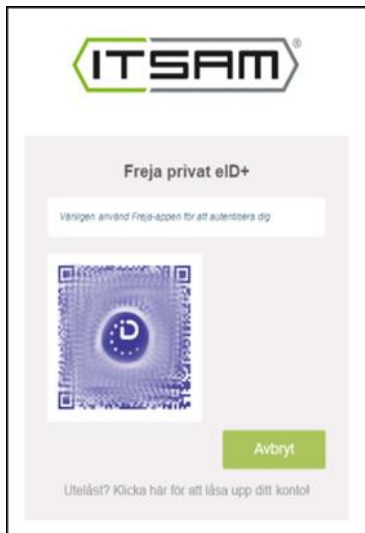 ITSAM®
Freja privat eID+
Vänligen använd Freja-appen för att autentisera dig
iD
Avbryt
Utelåst? Klicka här för att låsa upp ditt konto!